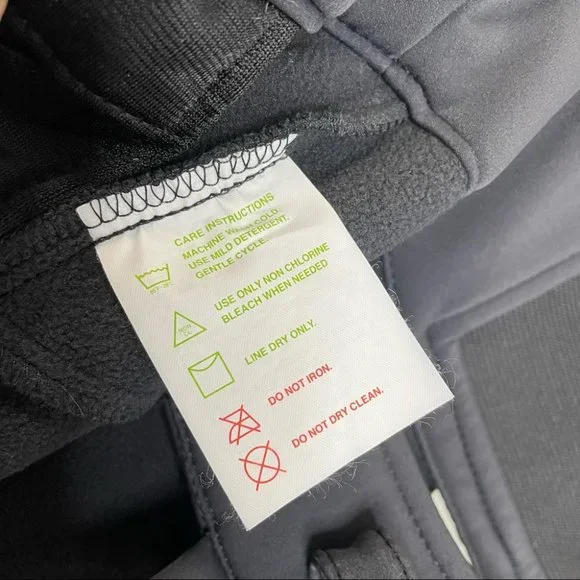 CARE INSTRUCTIONS
MACHINE WASH COLD.
USE MILD DETERGENT.
GENTLE CYCLE.
USE ONLY NON CHLORINE
BLEACH WHEN NEEDED
LINE DRY ONLY.
DO NOT IRON.
DO NOT DRY CLEAN.